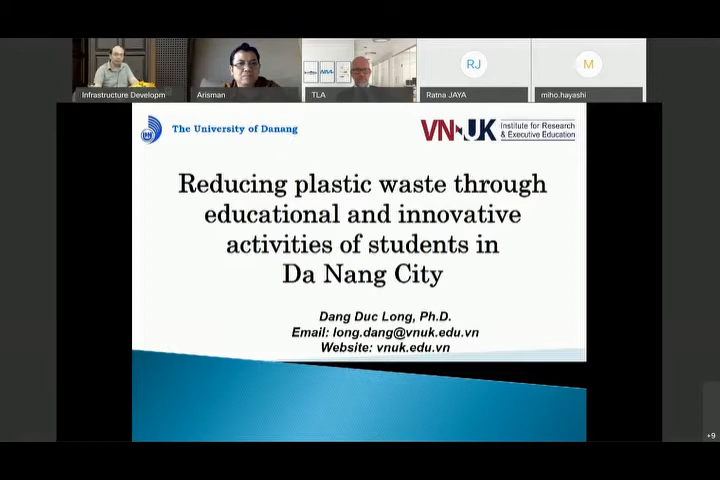 Infrastructure Developm
Arisman
TLA
RJ
Ratna JAYA
M
miho.hayashi
The University of Danang
VNUK
Institute for Research
& Executive Education
Reducing plastic waste through
educational and innovative
activities of students in
Da Nang City
Dang Duc Long, Ph.D.
Email: long.dang@vnuk.edu.vn
Website: vnuk.edu.vn
+9